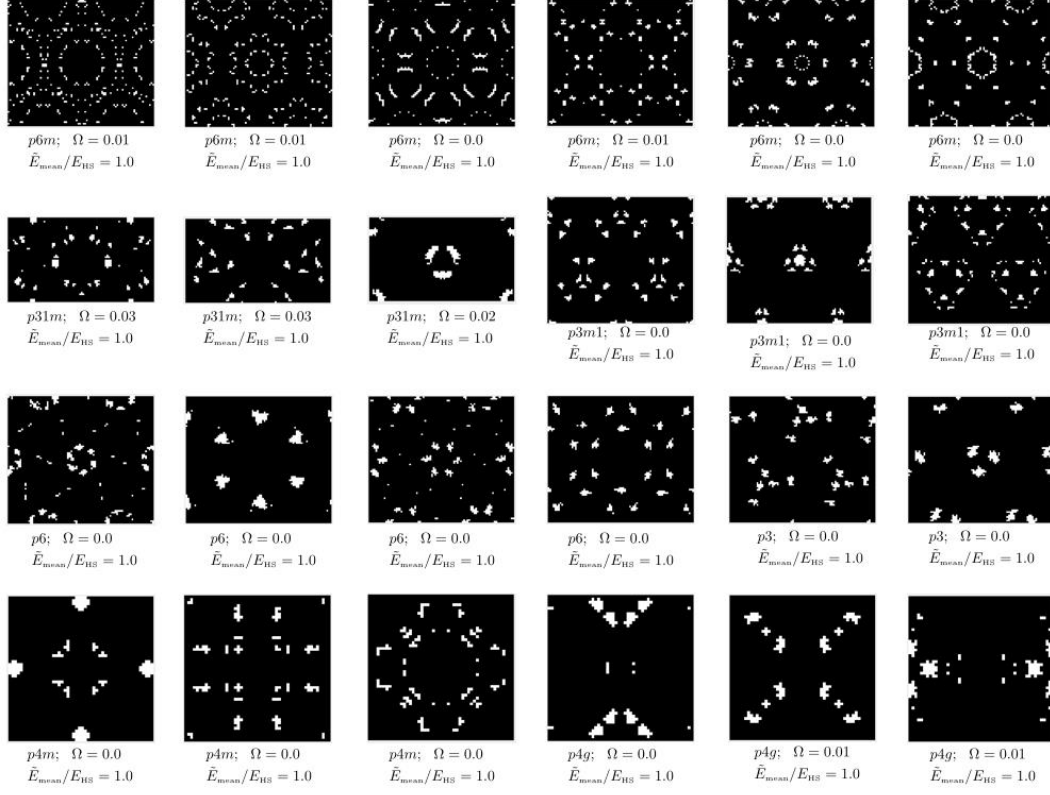 p6m; Ω = 0.01
Ẽmean/EHS = 1.0
p6m; Ω = 0.01
Ẽmean/EHS = 1.0
p6m; Ω = 0.0
Ẽmean/EHS = 1.0
p6m; Ω = 0.01
Ẽmean/EHS = 1.0
p6m; Ω = 0.0
Ẽmean/EHS = 1.0
p6m; Ω = 0.0
Ẽmean/EHS = 1.0
p31m; Ω = 0.03
Ẽmean/EHS = 1.0
p31m; Ω = 0.03
Ẽmean/EHS = 1.0
p31m; Ω = 0.02
Ẽmean/EHS = 1.0
p3m1; Ω = 0.0
Ẽmean/EHS = 1.0
p3m1; Ω = 0.0
Ẽmean/EHS = 1.0
p3m1; Ω = 0.0
Ẽmean/EHS = 1.0
p6; Ω = 0.0
Ẽmean/EHS = 1.0
p6; Ω = 0.0
Ẽmean/EHS = 1.0
p6; Ω = 0.0
Ẽmean/EHS = 1.0
p6; Ω = 0.0
Ẽmean/EHS = 1.0
p3; Ω = 0.0
Ẽmean/EHS = 1.0
p3; Ω = 0.0
Ẽmean/EHS = 1.0
p4m; Ω = 0.0
Ẽmean/EHS = 1.0
p4m; Ω = 0.0
Ẽmean/EHS = 1.0
p4m; Ω = 0.0
Ẽmean/EHS = 1.0
p4g; Ω = 0.0
Ẽmean/EHS = 1.0
p4g; Ω = 0.01
Ẽmean/EHS = 1.0
p4g; Ω = 0.01
Ẽmean/EHS = 1.0